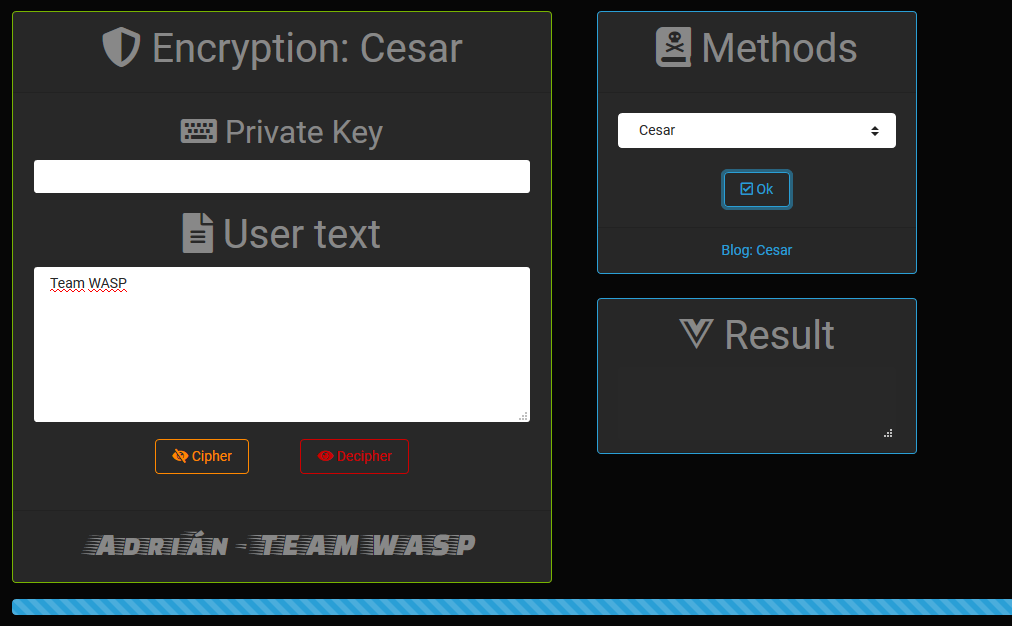 Encryption: Cesar
Private Key
User text
Team WASP
Cipher
Decipher
Adrián - TEAM WASP
Methods
Cesar
Ok
Blog: Cesar
Result